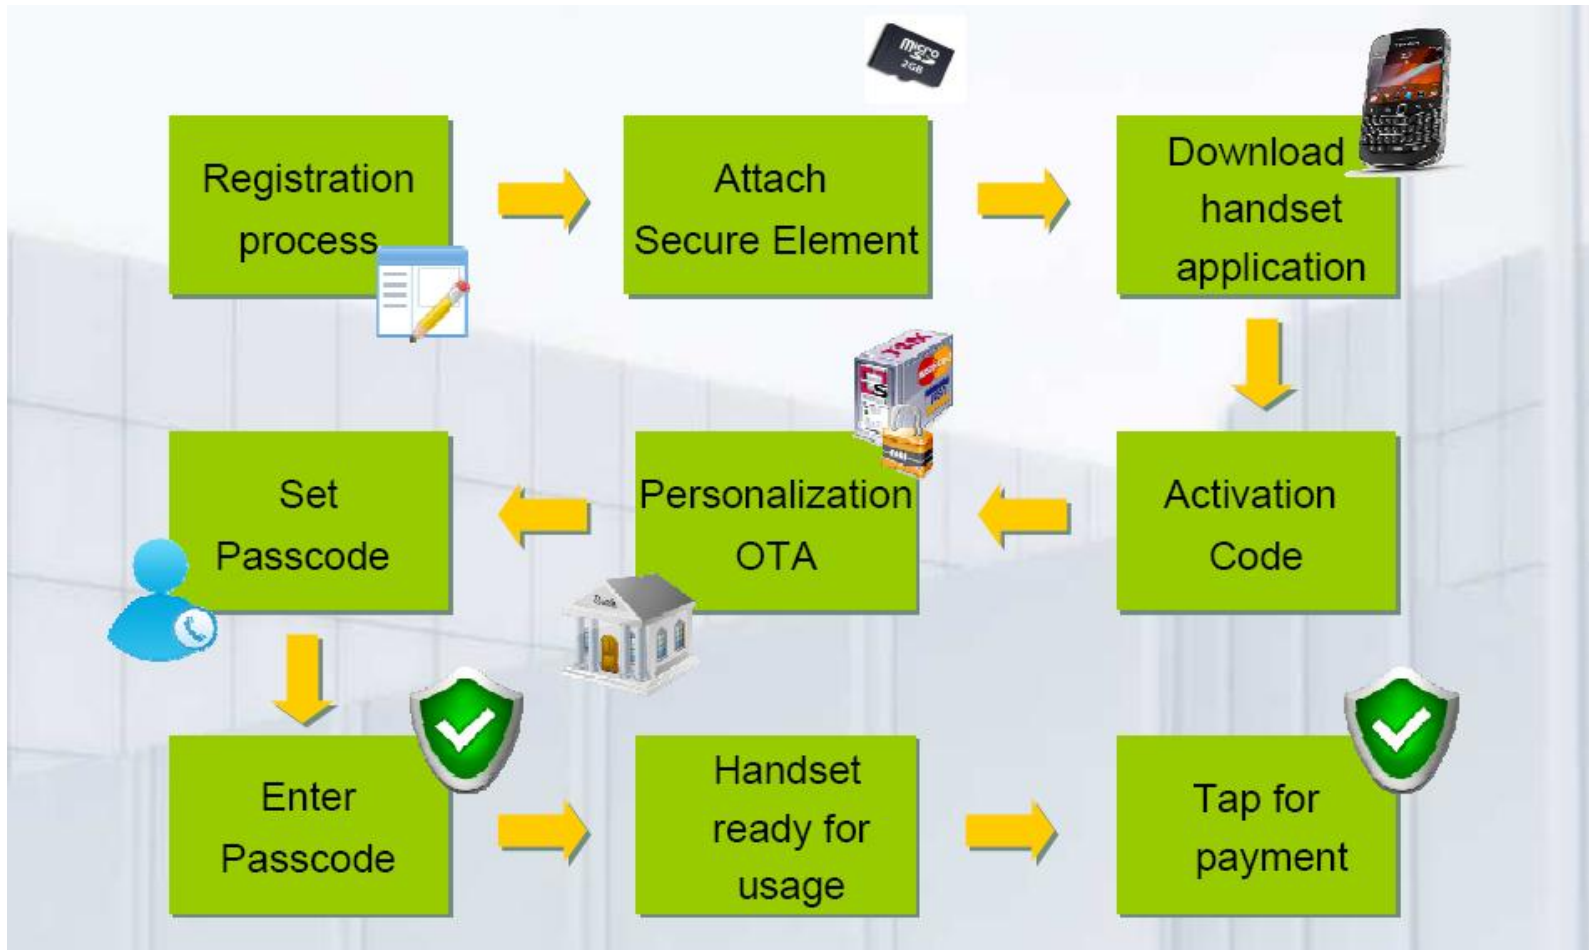 micro
SD
2GB
Registration
process
Attach
Secure Element
Download
handset
application
Activation
Code
Personalization
OTA
Set
Passcode
Enter
Passcode
Handset
ready for
usage
Tap for
payment